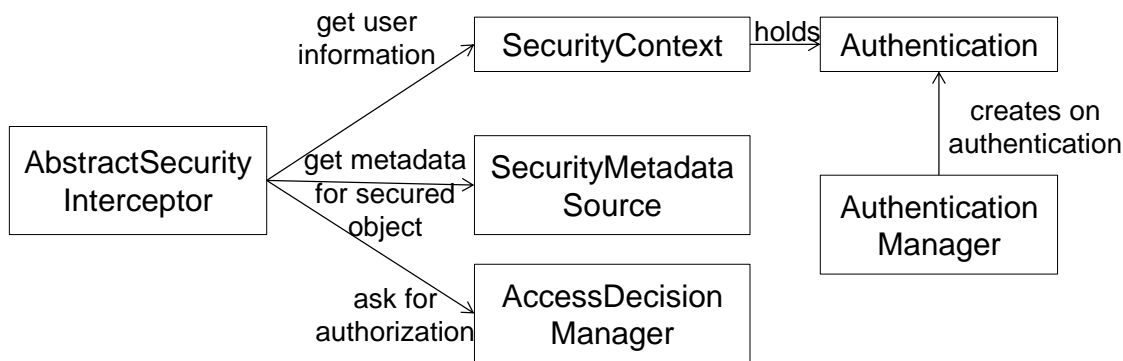 get user
information
SecurityContext
holds
Authentication
creates on
authentication
AbstractSecurity
Interceptor
get metadata
for secured
object
SecurityMetadata
Source
Authentication
Manager
ask for
authorization
AccessDecision
Manager